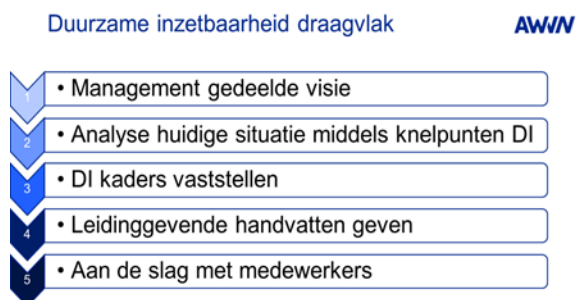 Duurzame inzetbaarheid draagvlak
AWVN
1
• Management gedeelde visie
2
• Analyse huidige situatie middels knelpunten DI
3
• DI kaders vaststellen
4
• Leidinggevende handvatten geven
5
• Aan de slag met medewerkers